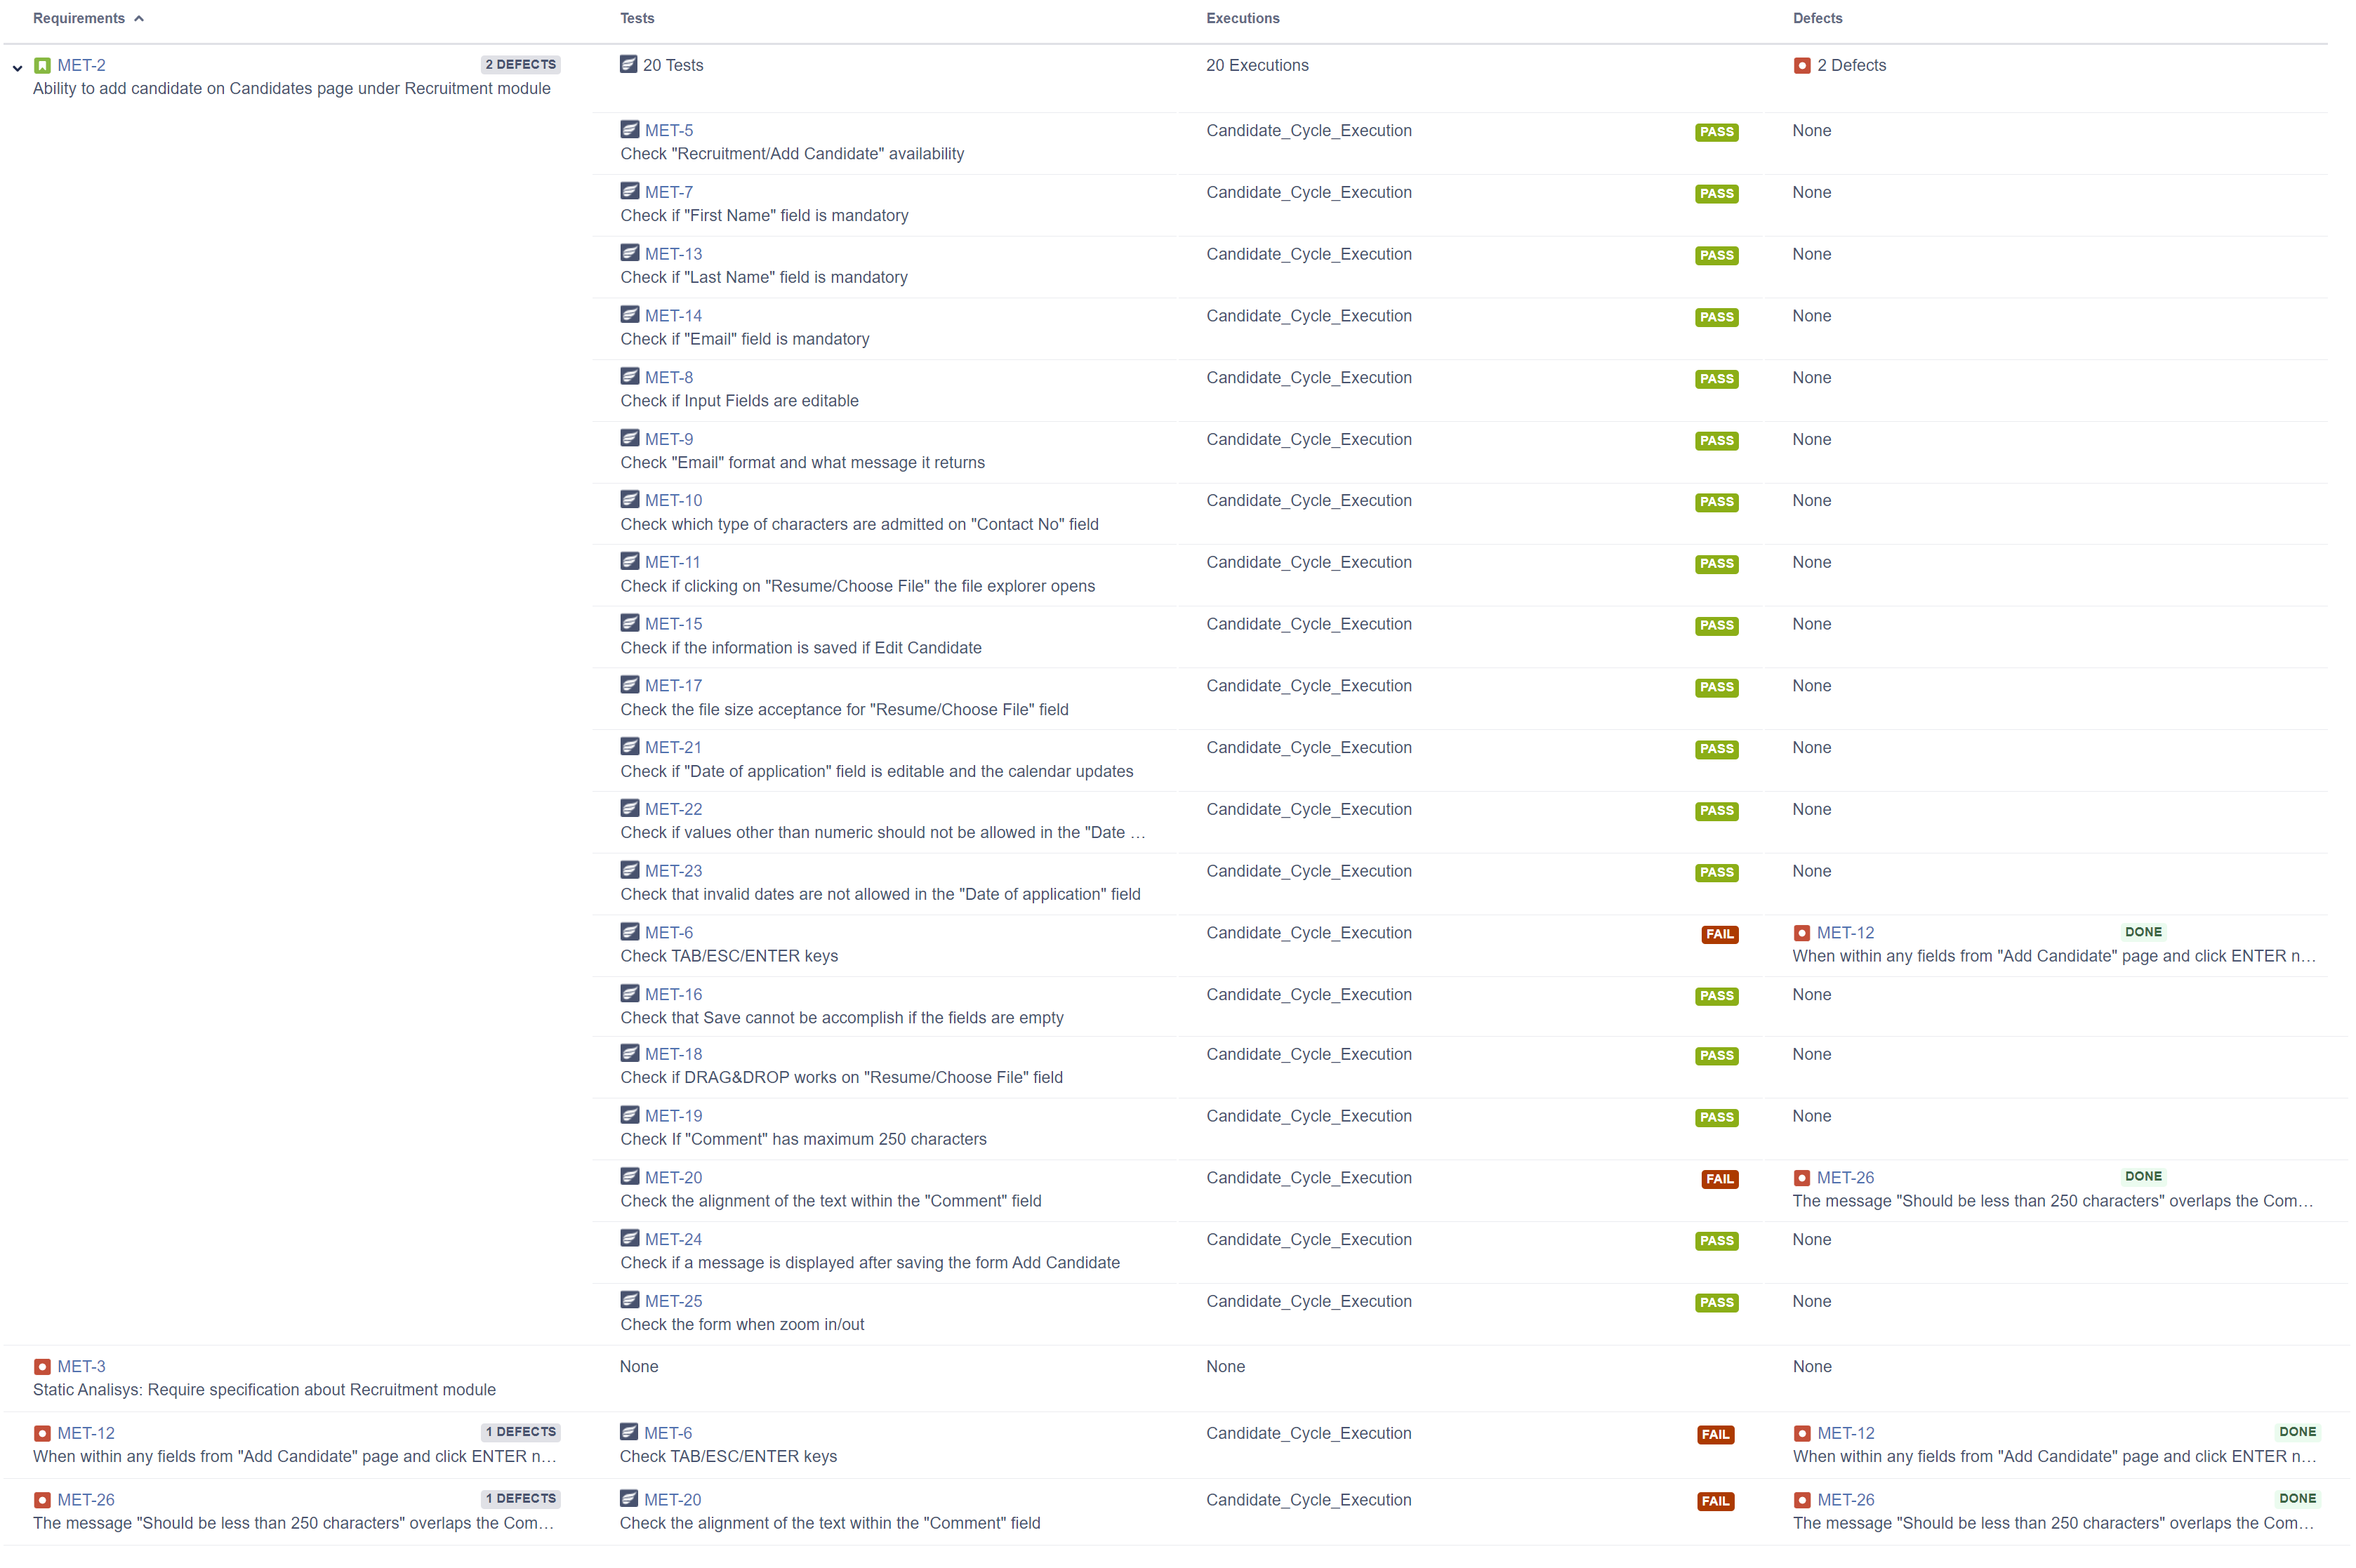 Requirements Tests Executions Defects
MET-2 2 DEFECTS 20 Tests 20 Executions 2 Defects
Ability to add candidate on Candidates page under Recruitment module
MET-5 Candidate_Cycle_Execution PASS None
Check "Recruitment/Add Candidate" availability
MET-7 Candidate_Cycle_Execution PASS None
Check if "First Name" field is mandatory
MET-13 Candidate_Cycle_Execution PASS None
Check if "Last Name" field is mandatory
MET-14 Candidate_Cycle_Execution PASS None
Check if "Email" field is mandatory
MET-8 Candidate_Cycle_Execution PASS None
Check if Input Fields are editable
MET-9 Candidate_Cycle_Execution PASS None
Check "Email" format and what message it returns
MET-10 Candidate_Cycle_Execution PASS None
Check which type of characters are admitted on "Contact No" field
MET-11 Candidate_Cycle_Execution PASS None
Check if clicking on "Resume/Choose File" the file explorer opens
MET-15 Candidate_Cycle_Execution PASS None
Check if the information is saved if Edit Candidate
MET-17 Candidate_Cycle_Execution PASS None
Check the file size acceptance for "Resume/Choose File" field
MET-21 Candidate_Cycle_Execution PASS None
Check if "Date of application" field is editable and the calendar updates
MET-22 Candidate_Cycle_Execution PASS None
Check if values other than numeric should not be allowed in the "Date ...
MET-23 Candidate_Cycle_Execution PASS None
Check that invalid dates are not allowed in the "Date of application" field
MET-6 Candidate_Cycle_Execution FAIL MET-12 DONE
Check TAB/ESC/ENTER keys When within any fields from "Add Candidate" page and click ENTER n...
MET-16 Candidate_Cycle_Execution PASS None
Check that Save cannot be accomplish if the fields are empty
MET-18 Candidate_Cycle_Execution PASS None
Check if DRAG&DROP works on "Resume/Choose File" field
MET-19 Candidate_Cycle_Execution PASS None
Check If "Comment" has maximum 250 characters
MET-20 Candidate_Cycle_Execution FAIL MET-26 DONE
Check the alignment of the text within the "Comment" field The message "Should be less than 250 characters" overlaps the Com...
MET-24 Candidate_Cycle_Execution PASS None
Check if a message is displayed after saving the form Add Candidate
MET-25 Candidate_Cycle_Execution PASS None
Check the form when zoom in/out
MET-3 None None None
Static Analisys: Require specification about Recruitment module
MET-12 1 DEFECTS MET-6 Candidate_Cycle_Execution FAIL MET-12 DONE
When within any fields from "Add Candidate" page and click ENTER n... Check TAB/ESC/ENTER keys When within any fields from "Add Candidate" page and click ENTER n...
MET-26 1 DEFECTS MET-20 Candidate_Cycle_Execution FAIL MET-26 DONE
The message "Should be less than 250 characters" overlaps the Com... Check the alignment of the text within the "Comment" field The message "Should be less than 250 characters" overlaps the Com...